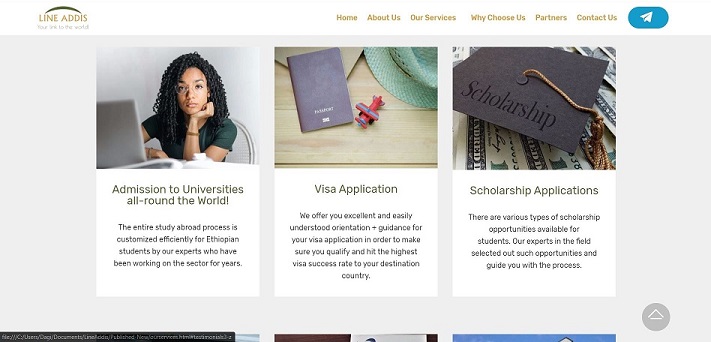 LINE ADDIS
Your link to the world!
Home About Us Our Services Why Choose Us Partners Contact Us
PASSPORT
Scholarship
Admission to Universities
all-round the World!
The entire study abroad process is
customized efficiently for Ethiopian
students by our experts who have
been working on the sector for years.
Visa Application
We offer you excellent and easily
understood orientation + guidance for
your visa application in order to make
sure you qualify and hit the highest
visa success rate to your destination
country.
Scholarship Applications
There are various types of scholarship
opportunities available for
students. Our experts in the field
selected out such opportunities and
guide you with the process.
file:///C:/Users/Dagi/Documents/LineAddis/Published_New/ourservices.html#testimonials3-z